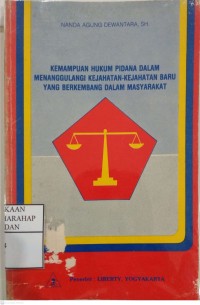 NANDA AGUNG DEWANTARA, SH
KEMAMPUAN HUKUM PIDANA DALAM
MENANGGULANGI KEJAHATAN-KEJAHATAN BARU
YANG BERKEMBANG DALAM MASYARAKAT
KAAN
HARAHAP
DAN
Penerbit : LIBERTY, YOGYAKARTA